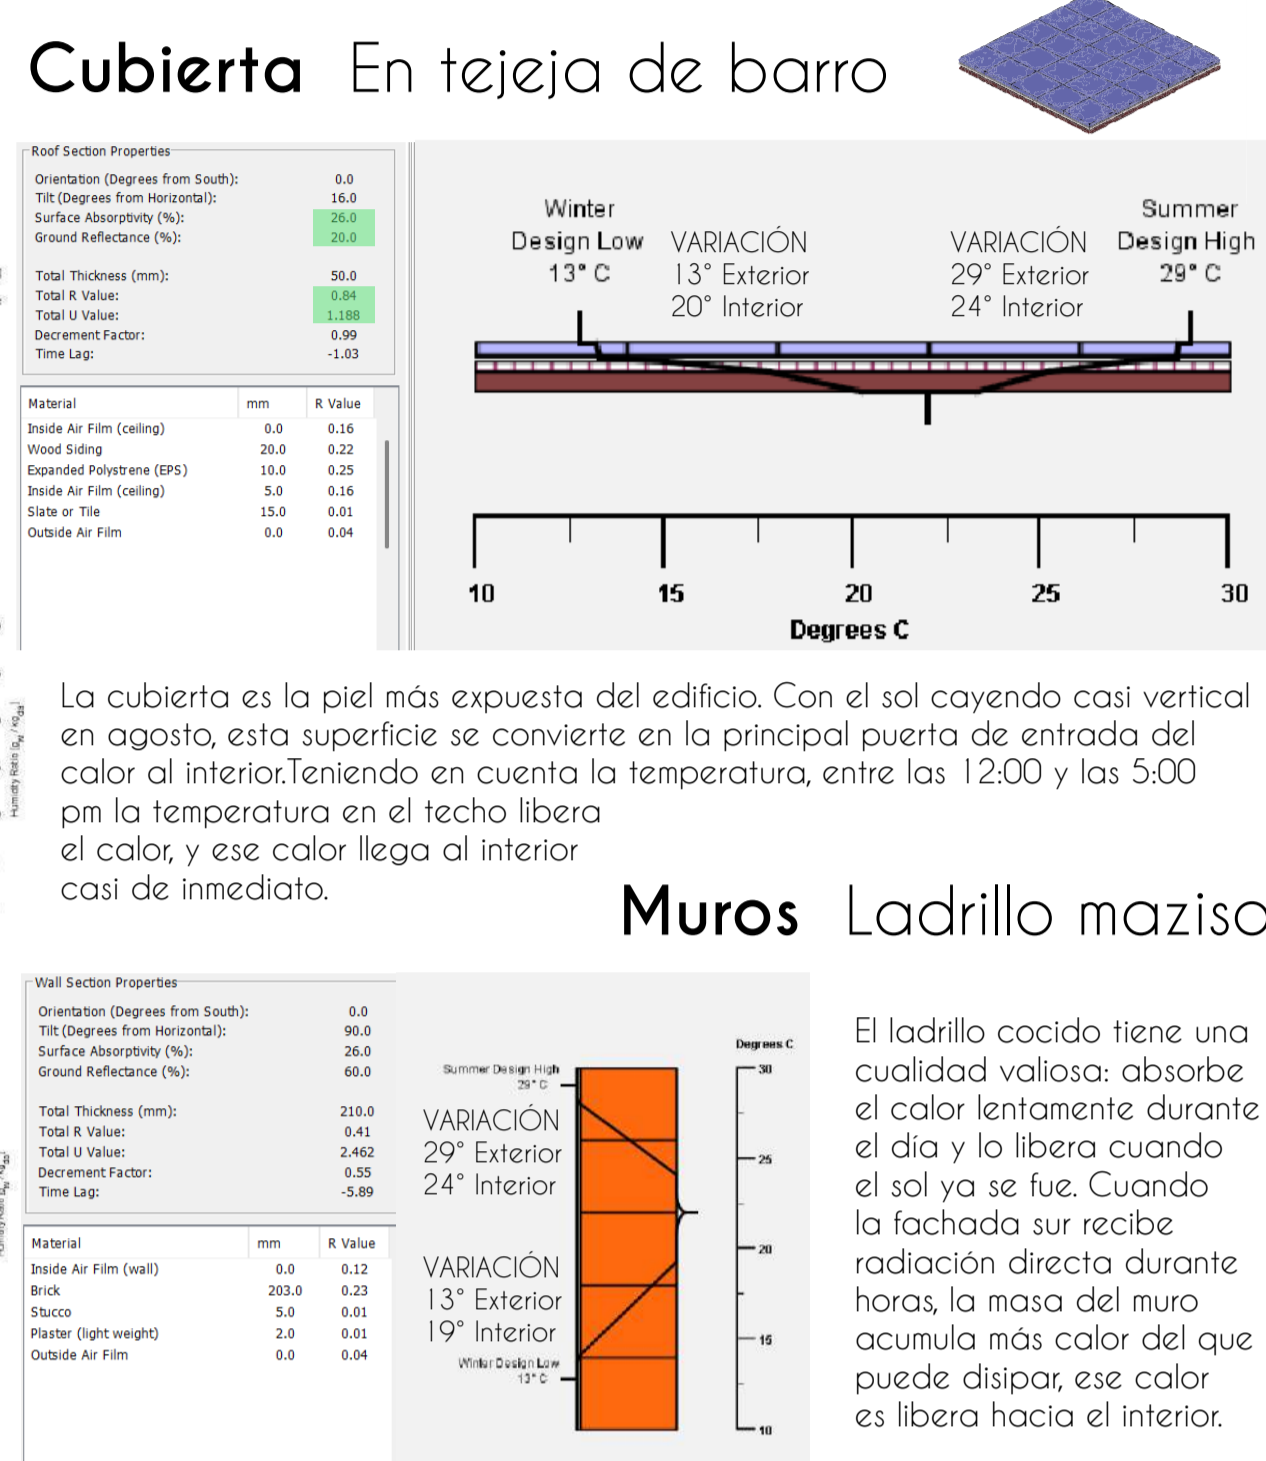 Cubierta En tejeja de barro
Roof Section Properties
Orientation (Degrees from South): 0.0
Tilt (Degrees from Horizontal): 16.0
Surface Absorptivity (%): 26.0
Ground Reflectance (%): 20.0
Total Thickness (mm): 50.0
Total R Value: 0.84
Total U Value: 1.188
Decrement Factor: 0.99
Time Lag: -1.03
Material mm R Value
Inside Air Film (ceiling) 0.0 0.16
Wood Siding 20.0 0.22
Expanded Polystrene (EPS) 10.0 0.25
Inside Air Film (ceiling) 5.0 0.16
Slate or Tile 15.0 0.01
Outside Air Film 0.0 0.04
Winter
Design Low
13° C
VARIACIÓN
13° Exterior
20° Interior
VARIACIÓN
29° Exterior
24° Interior
Summer
Design High
29° C
10 15 20 25 30
Degrees C
Humidity Ratio [g_w / kg_da]
La cubierta es la piel más expuesta del edificio. Con el sol cayendo casi vertical
en agosto, esta superficie se convierte en la principal puerta de entrada del
calor al interior.Teniendo en cuenta la temperatura, entre las 12:00 y las 5:00
pm la temperatura en el techo libera
el calor, y ese calor llega al interior
casi de inmediato.
Muros Ladrillo maziso
Wall Section Properties
Orientation (Degrees from South): 0.0
Tilt (Degrees from Horizontal): 90.0
Surface Absorptivity (%): 26.0
Ground Reflectance (%): 60.0
Total Thickness (mm): 210.0
Total R Value: 0.41
Total U Value: 2.462
Decrement Factor: 0.55
Time Lag: -5.89
Material mm R Value
Inside Air Film (wall) 0.0 0.12
Brick 203.0 0.23
Stucco 5.0 0.01
Plaster (light weight) 2.0 0.01
Outside Air Film 0.0 0.04
Summer Design High
29° C
VARIACIÓN
29° Exterior
24° Interior
VARIACIÓN
13° Exterior
19° Interior
Winter Design Low
13° C
Degrees C
30
25
20
15
10
El ladrillo cocido tiene una
cualidad valiosa: absorbe
el calor lentamente durante
el día y lo libera cuando
el sol ya se fue. Cuando
la fachada sur recibe
radiación directa durante
horas, la masa del muro
acumula más calor del que
puede disipar, ese calor
es libera hacia el interior.